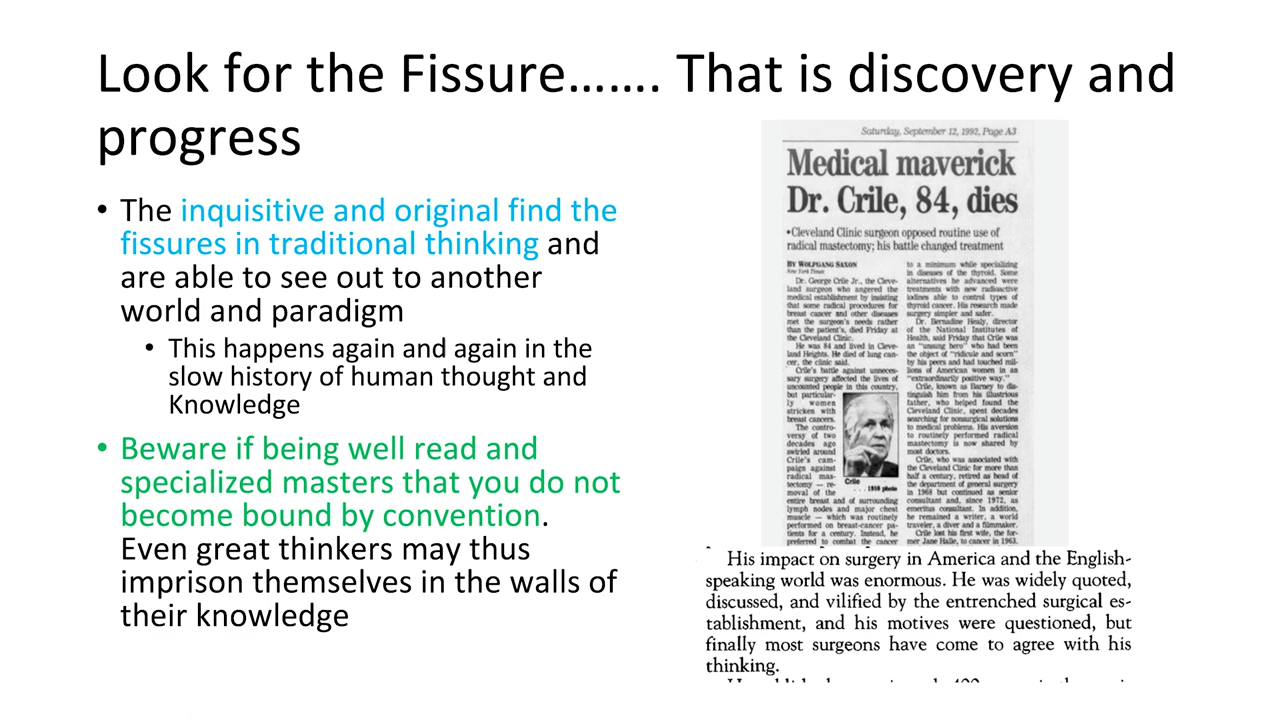 Look for the Fissure……. That is discovery and
progress
• The inquisitive and original find the
fissures in traditional thinking and
are able to see out to another
world and paradigm
• This happens again and again in the
slow history of human thought and
Knowledge
• Beware if being well read and
specialized masters that you do not
become bound by convention.
Even great thinkers may thus
imprison themselves in the walls of
their knowledge
Saturday, September 12, 1992, Page A3
Medical maverick
Dr. Crile, 84, dies
•Cleveland Clinic surgeon opposed routine use of
radical mastectomy; his battle changed treatment
BY WOLFGANG SAXON
New York Times
Dr. George Crile Jr., the Cleve-
land surgeon who angered the
medical establishment by insisting
that some radical procedures for
breast cancer and other diseases
met the surgeon's needs rather
than the patient's, died Friday at
the Cleveland Clinic.
He was 84 and lived in Cleve-
land Heights. He died of lung can-
cer, the clinic said.
Crile's battle against unneces-
sary surgery affected the lives of
uncounted people in this country,
but particular-
ly women
stricken with
breast cancers.
The contro-
versy of two
decades ago
swirled around
Crile's cam-
paign against
radical mas-
tectomy — re-
moval of the
entire breast and of surrounding
lymph nodes and major chest
muscle — which was routinely
performed on breast-cancer pa-
tients for a century. Instead, he
preferred to combat the cancer
Crile
1980 photo
to a minimum while specializing
in diseases of the thyroid. Some
alternatives he advanced were
treatments with new radioactive
iodines able to control types of
thyroid cancer. His research made
surgery simpler and safer.
Dr. Bernadine Healy, director
of the National Institutes of
Health, said Friday that Crile was
an "unsung hero" who had been
the object of "ridicule and scorn"
by his peers and had touched mil-
lions of American women in an
"extraordinarily positive way."
Crile, known as Barney to dis-
tinguish him from his illustrious
father, who helped found the
Cleveland Clinic, spent decades
searching for nonsurgical solutions
to medical problems. His aversion
to routinely performed radical
mastectomy is now shared by
most doctors.
Crile, who was associated with
the Cleveland Clinic for more than
half a century, retired as head of
the department of general surgery
in 1968 but continued as senior
consultant and, since 1972, as
emeritus consultant. In addition,
he remained a writer, a world
traveler, a diver and a filmmaker.
Crile lost his first wife, the for-
mer Jane Halle, to cancer in 1963.
His impact on surgery in America and the English-
speaking world was enormous. He was widely quoted,
discussed, and vilified by the entrenched surgical es-
tablishment, and his motives were questioned, but
finally most surgeons have come to agree with his
thinking.